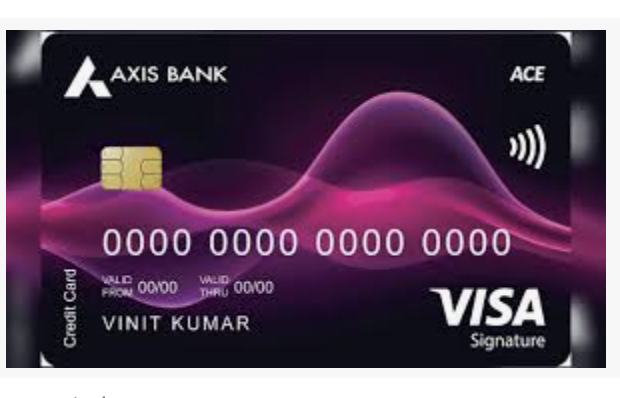 AXIS BANK
ACE
0000 0000 0000 0000
VALID FROM 00/00 VALID THRU 00/00
VINIT KUMAR
Credit Card
VISA
Signature